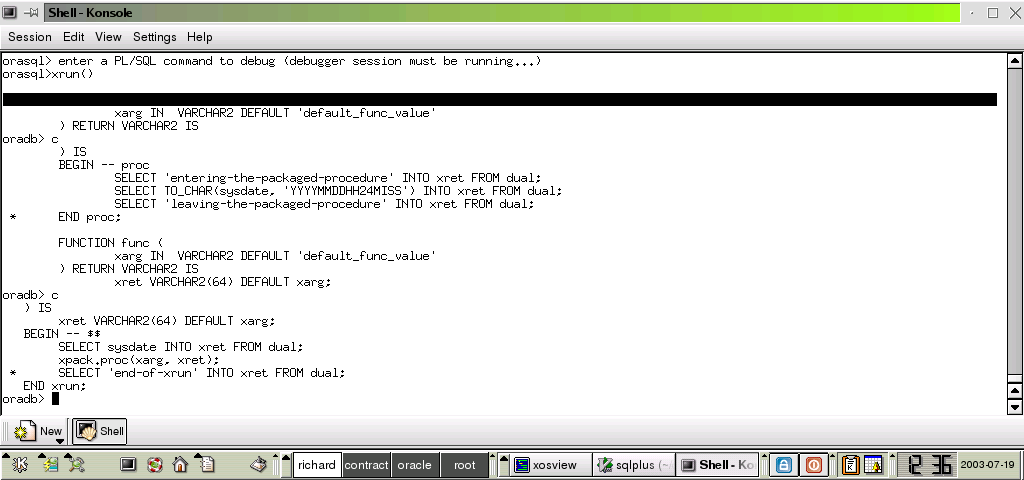 Shell - Konsole
Session Edit View Settings Help
orasql> enter a PL/SQL command to debug (debugger session must be running...)
orasql>xrun()
xarg IN  VARCHAR2 DEFAULT 'default_func_value'
) RETURN VARCHAR2 IS
oradb> c
) IS
BEGIN -- proc
SELECT 'entering-the-packaged-procedure' INTO xret FROM dual;
SELECT TO_CHAR(sysdate, 'YYYYMMDDHH24MISS') INTO xret FROM dual;
SELECT 'leaving-the-packaged-procedure' INTO xret FROM dual;
*      END proc;
FUNCTION func (
xarg IN  VARCHAR2 DEFAULT 'default_func_value'
) RETURN VARCHAR2 IS
xret VARCHAR2(64) DEFAULT xarg;
oradb> c
) IS
xret VARCHAR2(64) DEFAULT xarg;
BEGIN -- $$
SELECT sysdate INTO xret FROM dual;
xpack.proc(xarg, xret);
*      SELECT 'end-of-xrun' INTO xret FROM dual;
END xrun;
oradb>
New Shell
richard contract oracle root xosview sqlplus (~ Shell - Ko 2:36 2003-07-19